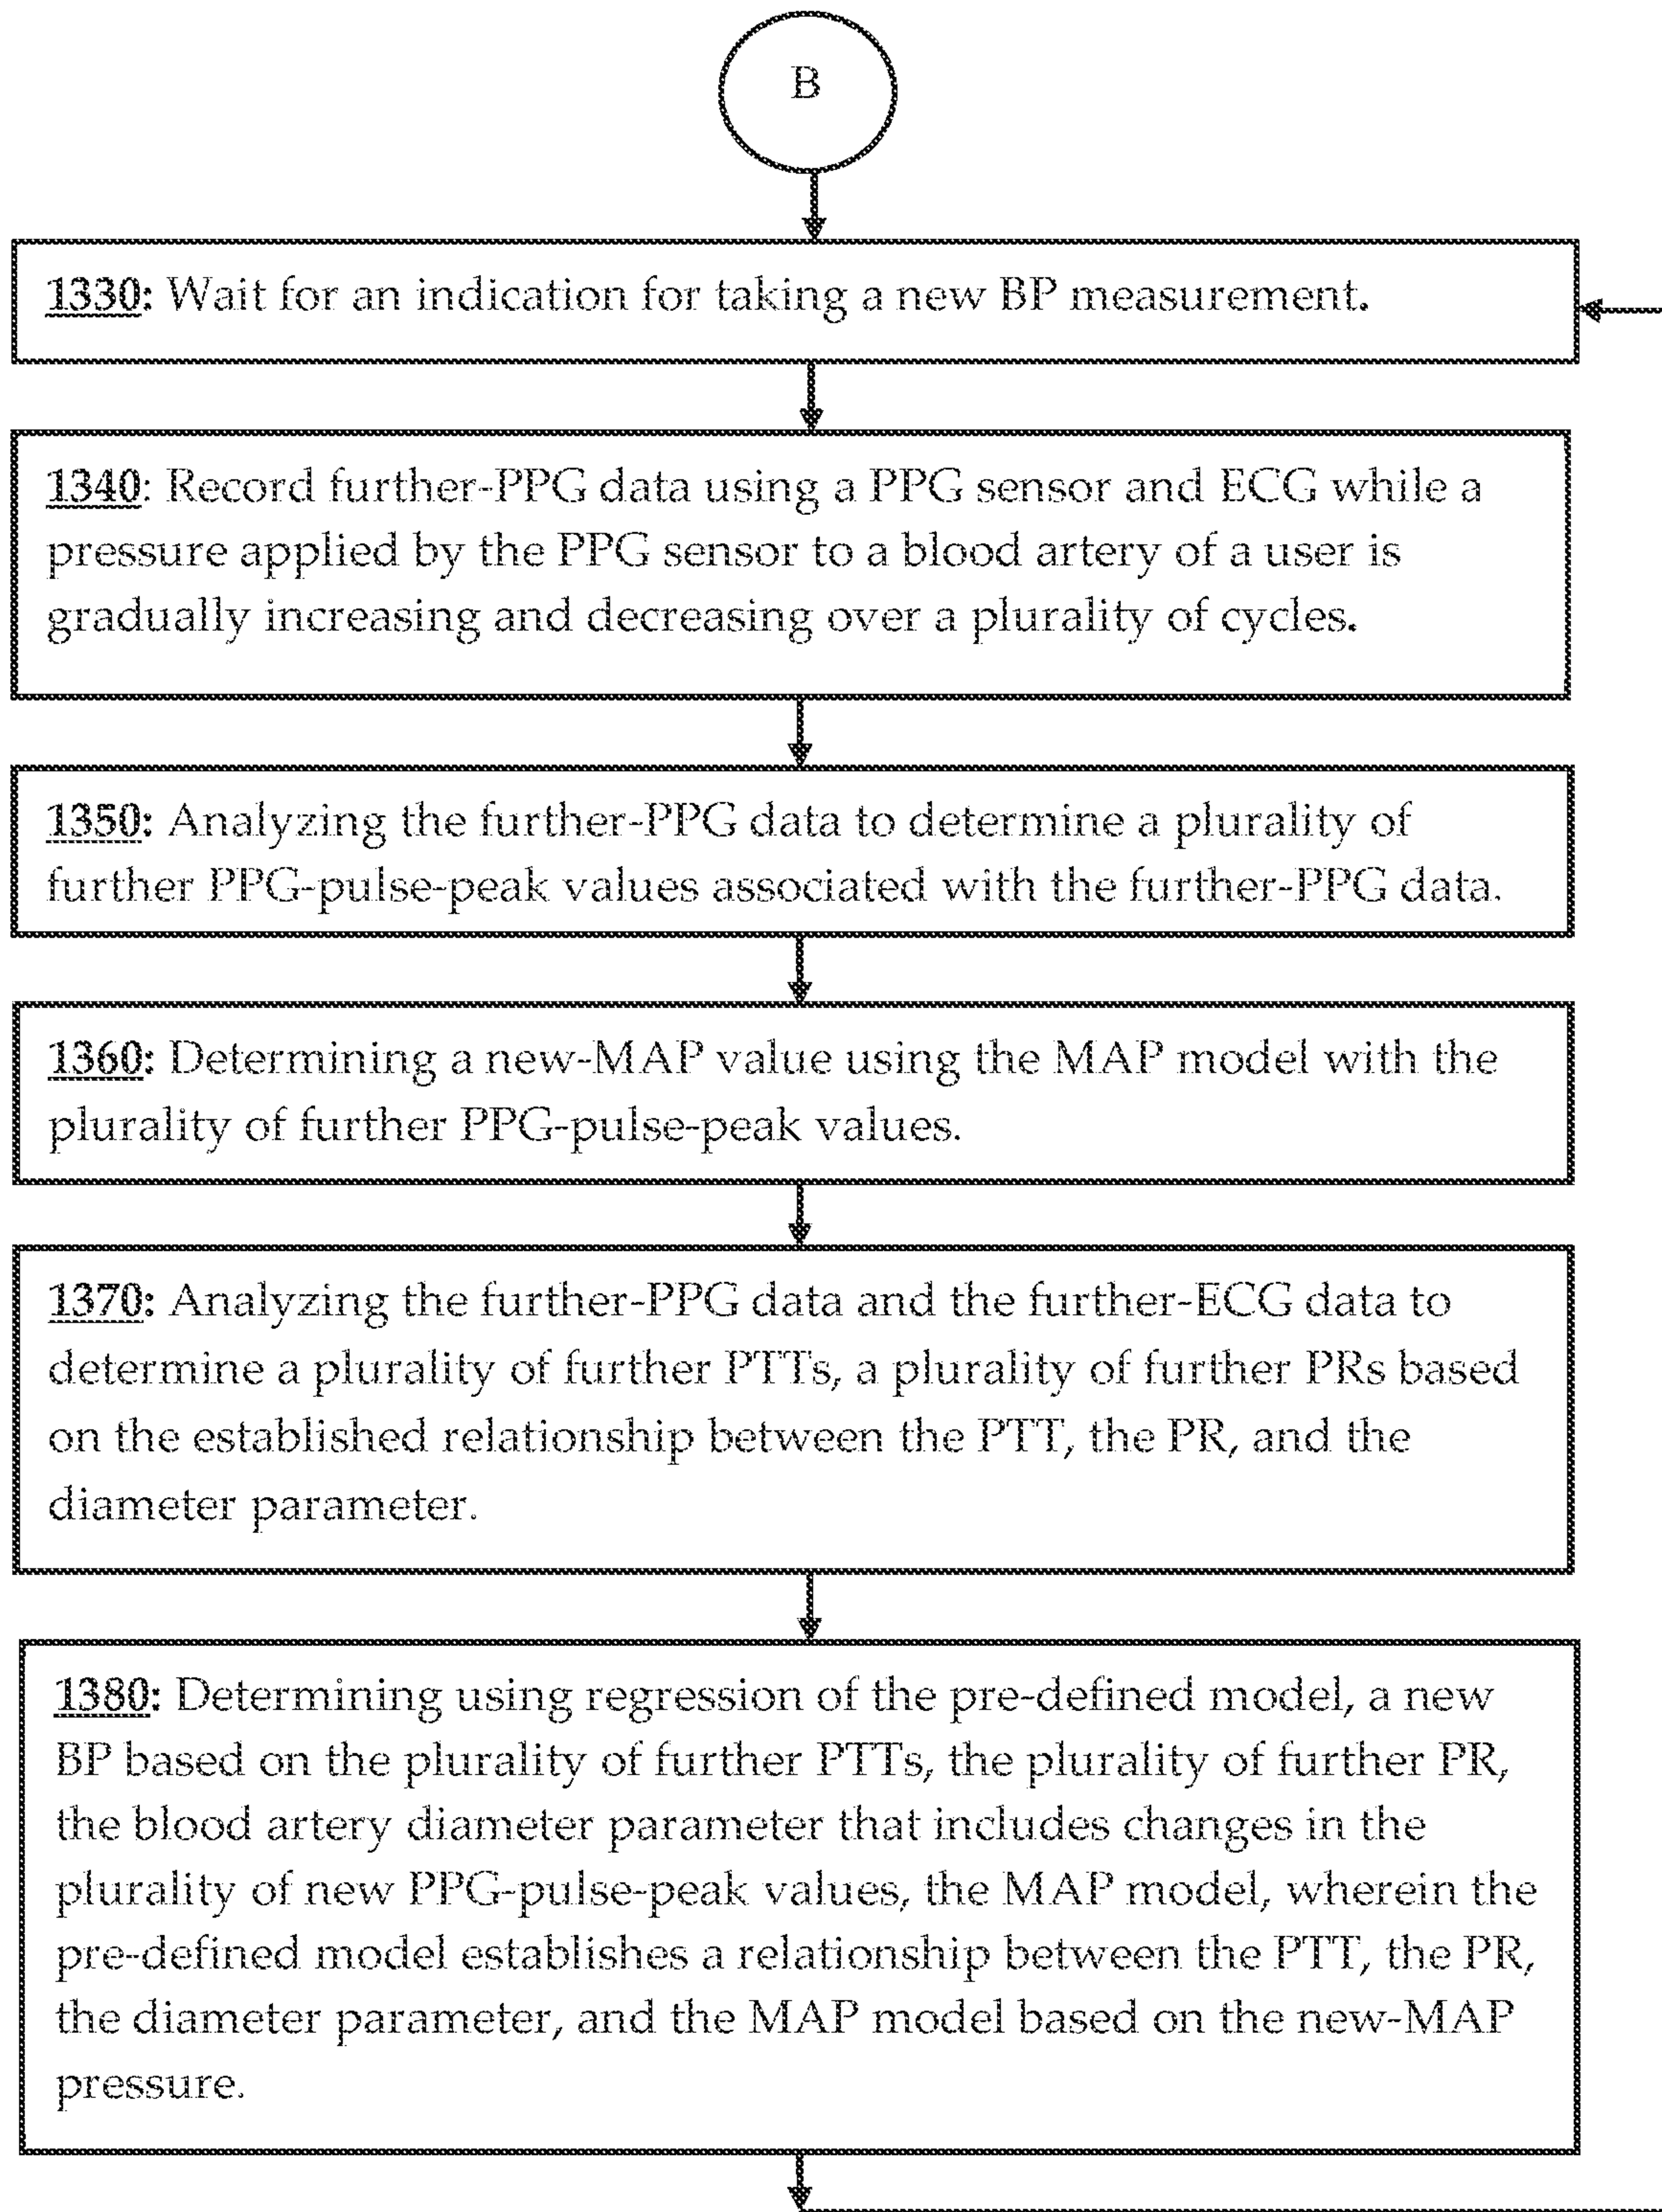 B
1330: Wait for an indication for taking a new BP measurement.
1340: Record further-PPG data using a PPG sensor and ECG while a
pressure applied by the PPG sensor to a blood artery of a user is
gradually increasing and decreasing over a plurality of cycles.
1350: Analyzing the further-PPG data to determine a plurality of
further PPG-pulse-peak values associated with the further-PPG data.
1360: Determining a new-MAP value using the MAP model with the
plurality of further PPG-pulse-peak values.
1370: Analyzing the further-PPG data and the further-ECG data to
determine a plurality of further PTTs, a plurality of further PRs based
on the established relationship between the PTT, the PR, and the
diameter parameter.
1380: Determining using regression of the pre-defined model, a new
BP based on the plurality of further PTTs, the plurality of further PR,
the blood artery diameter parameter that includes changes in the
plurality of new PPG-pulse-peak values, the MAP model, wherein the
pre-defined model establishes a relationship between the PTT, the PR,
the diameter parameter, and the MAP model based on the new-MAP
pressure.